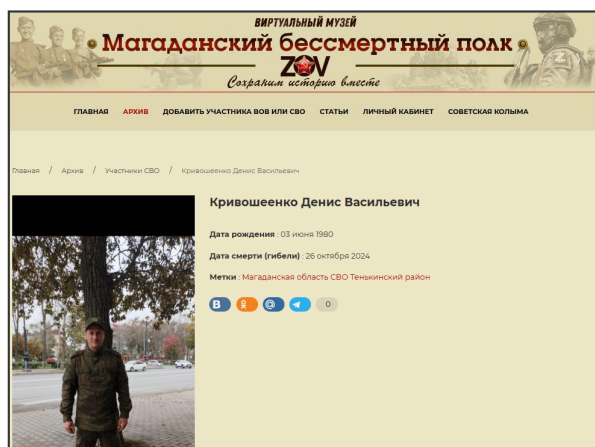 ВИРТУАЛЬНЫЙ МУЗЕЙ
Магаданский бессмертный полк
ZOV
Сохраним историю вместе
ГЛАВНАЯ АРХИВ ДОБАВИТЬ УЧАСТНИКА ВОВ ИЛИ СВО СТАТЬИ ЛИЧНЫЙ КАБИНЕТ СОВЕТСКАЯ КОЛЫМА
Главная / Архив / Участники СВО / Кривошеенко Денис Васильевич
Кривошеенко Денис Васильевич
Дата рождения : 03 июня 1980
Дата смерти (гибели) : 26 октября 2024
Метки : Магаданская область СВО Тенькинский район
0